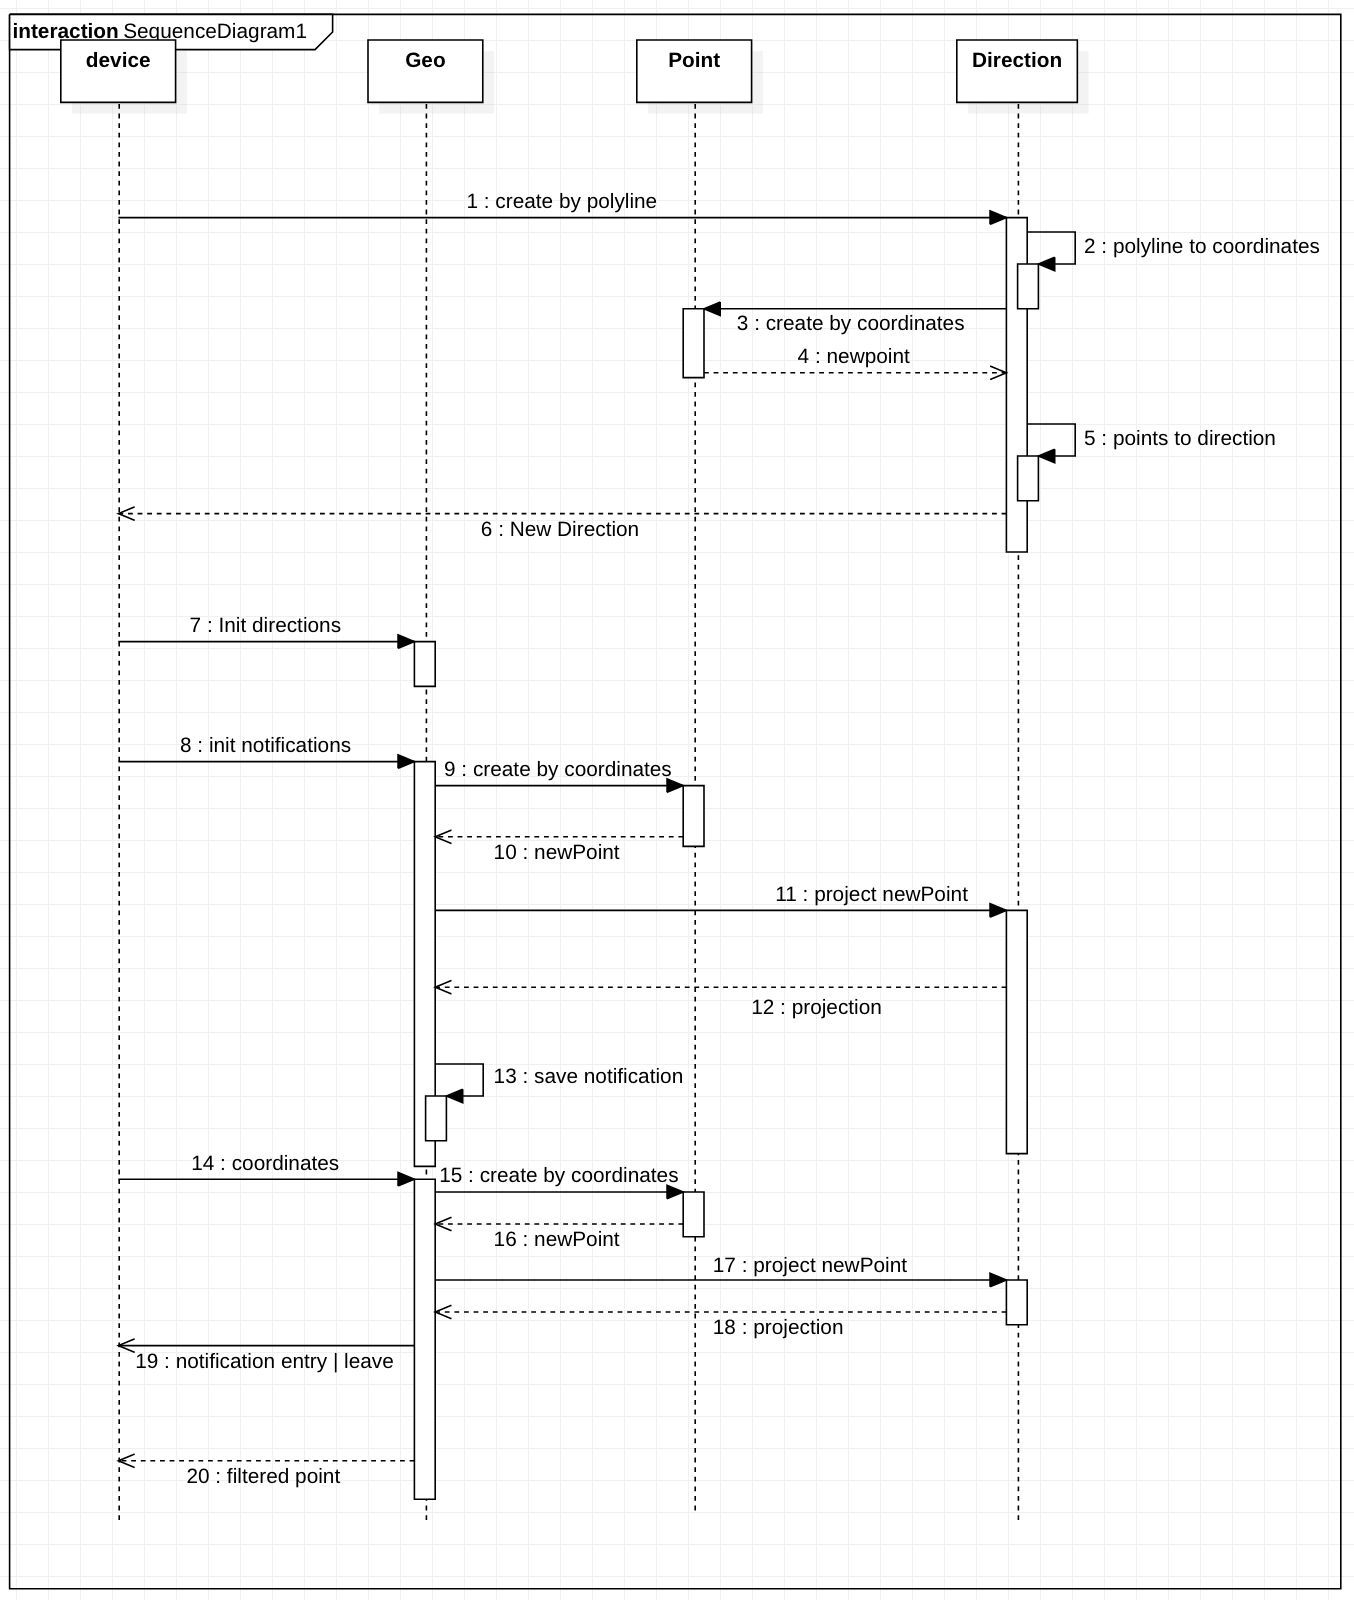 interaction SequenceDiagram1
device
Geo
Point
Direction
1 : create by polyline
2 : polyline to coordinates
3 : create by coordinates
4 : newpoint
5 : points to direction
6 : New Direction
7 : Init directions
8 : init notifications
9 : create by coordinates
10 : newPoint
11 : project newPoint
12 : projection
13 : save notification
14 : coordinates
15 : create by coordinates
16 : newPoint
17 : project newPoint
18 : projection
19 : notification entry | leave
20 : filtered point